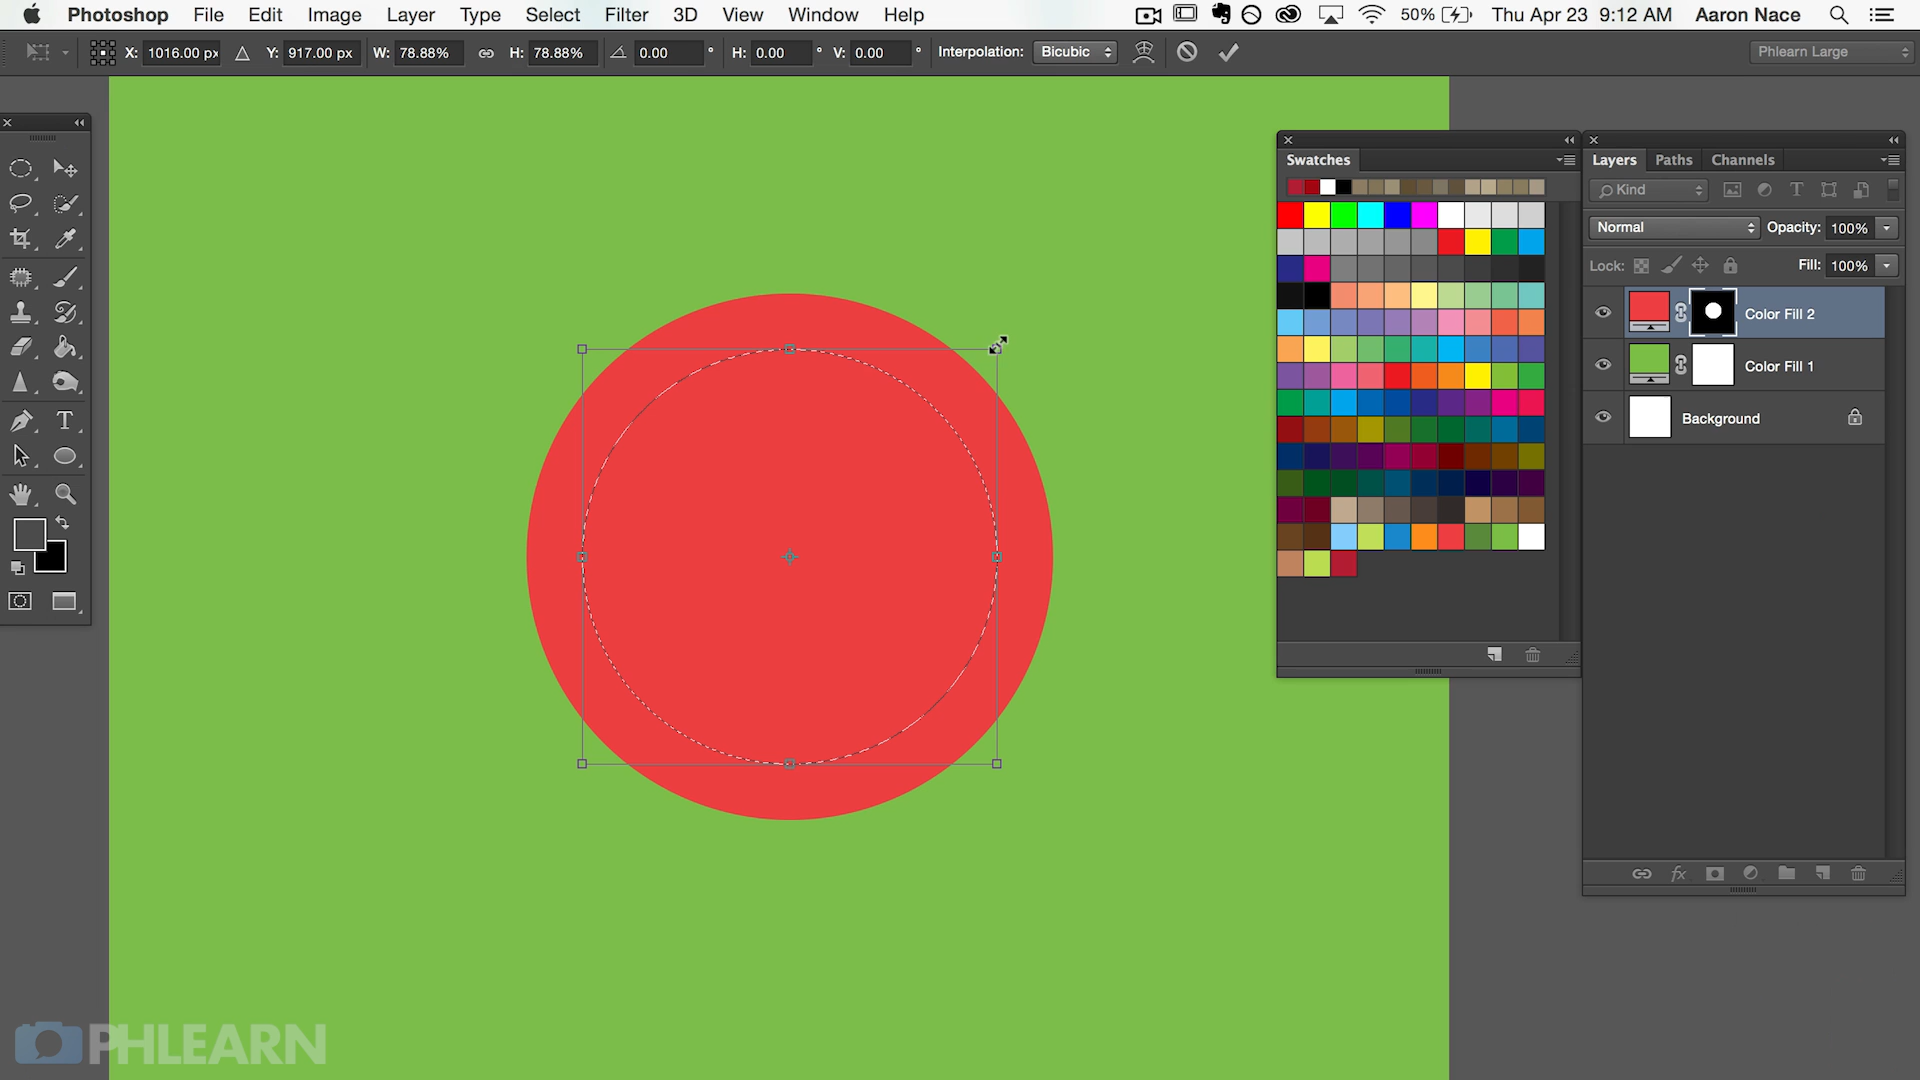 Photoshop File Edit Image Layer Type Select Filter 3D View Window Help 50% Thu Apr 23 9:12 AM Aaron Nace
X: 1016.00 px Y: 917.00 px W: 78.88% H: 78.88% 0.00 ° H: 0.00 ° V: 0.00 ° Interpolation: Bicubic Phlearn Large
Swatches
Layers Paths Channels
Kind
Normal Opacity: 100%
Lock: Fill: 100%
Color Fill 2
Color Fill 1
Background
fx
PHLEARN